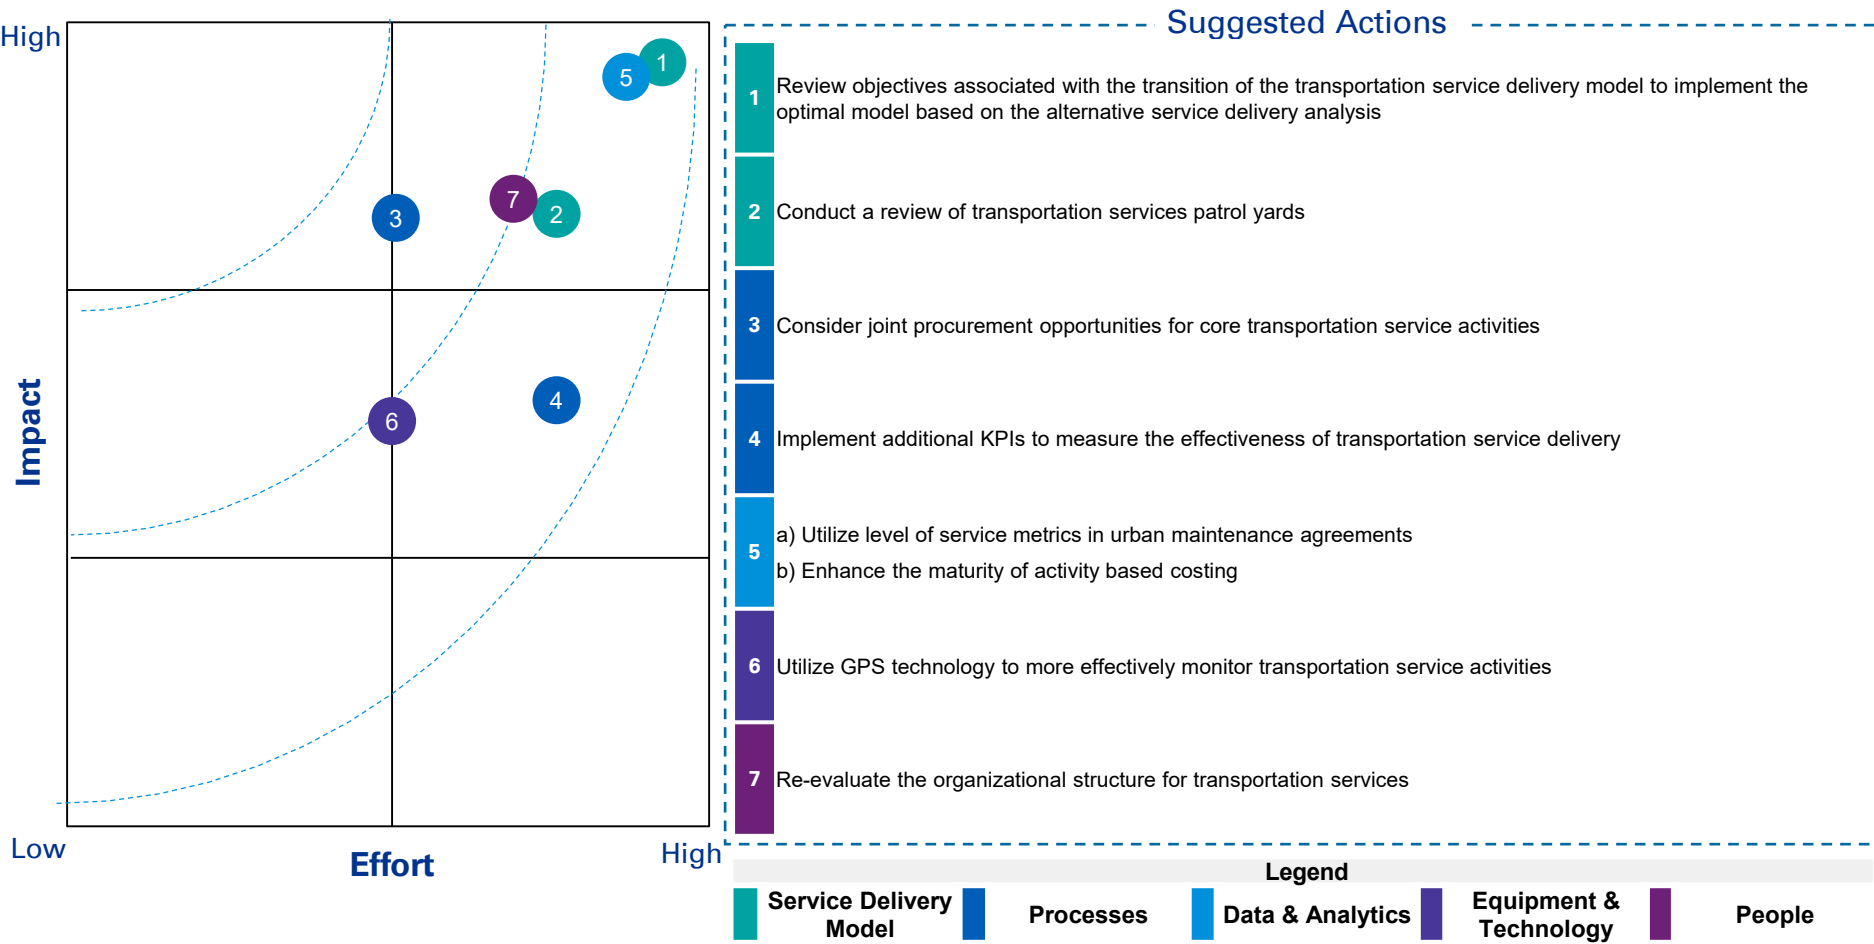 High
Impact
5
1
7
2
3
6
4
Low
Effort
High
Suggested Actions
1
Review objectives associated with the transition of the transportation service delivery model to implement the
optimal model based on the alternative service delivery analysis
2
Conduct a review of transportation services patrol yards
3
Consider joint procurement opportunities for core transportation service activities
4
Implement additional KPIs to measure the effectiveness of transportation service delivery
5
a) Utilize level of service metrics in urban maintenance agreements
b) Enhance the maturity of activity based costing
6
Utilize GPS technology to more effectively monitor transportation service activities
7
Re-evaluate the organizational structure for transportation services
Legend
Service Delivery
Model
Processes
Data & Analytics
Equipment &
Technology
People